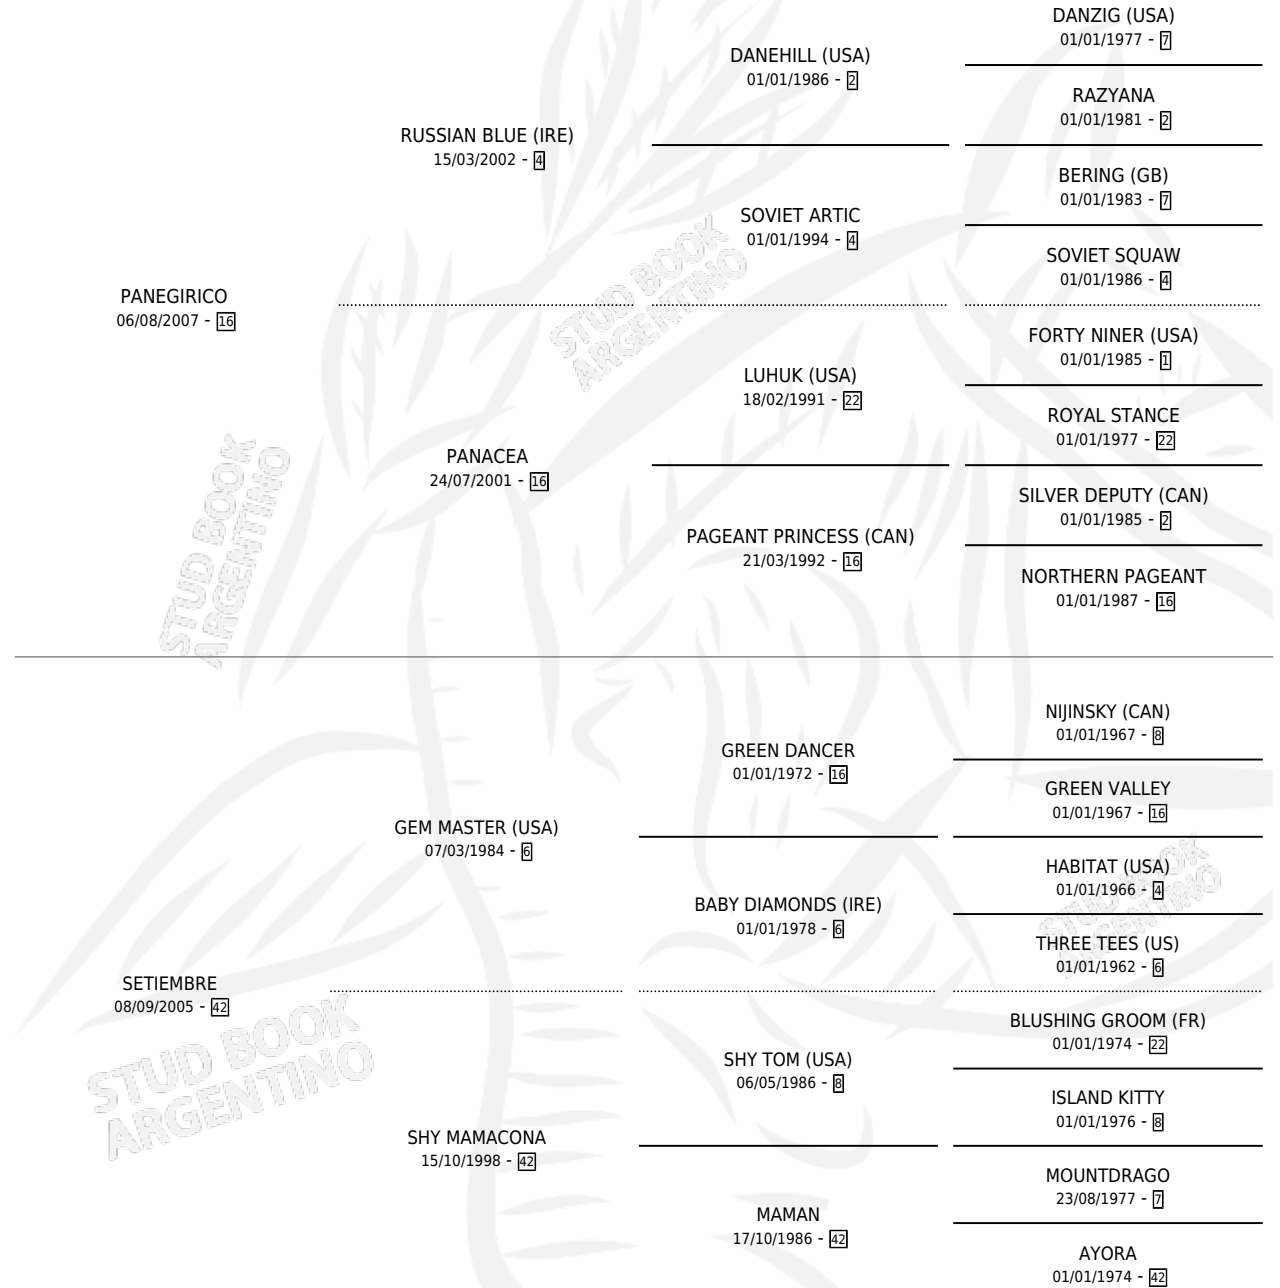 DANZIG (USA)
01/01/1977 - 7
DANEHILL (USA)
01/01/1986 - 2
RAZYANA
01/01/1981 - 2
RUSSIAN BLUE (IRE)
15/03/2002 - 4
BERING (GB)
01/01/1983 - 7
SOVIET ARTIC
01/01/1994 - 4
SOVIET SQUAW
01/01/1986 - 4
PANEGIRICO
06/08/2007 - 16
FORTY NINER (USA)
01/01/1985 - 1
LUHUK (USA)
18/02/1991 - 22
ROYAL STANCE
01/01/1977 - 22
PANACEA
24/07/2001 - 16
SILVER DEPUTY (CAN)
01/01/1985 - 2
PAGEANT PRINCESS (CAN)
21/03/1992 - 16
NORTHERN PAGEANT
01/01/1987 - 16
NIJINSKY (CAN)
01/01/1967 - 8
GREEN DANCER
01/01/1972 - 16
GREEN VALLEY
01/01/1967 - 16
GEM MASTER (USA)
07/03/1984 - 6
HABITAT (USA)
01/01/1966 - 4
BABY DIAMONDS (IRE)
01/01/1978 - 6
THREE TEES (US)
01/01/1962 - 6
SETIEMBRE
08/09/2005 - 42
BLUSHING GROOM (FR)
01/01/1974 - 22
SHY TOM (USA)
06/05/1986 - 8
ISLAND KITTY
01/01/1976 - 8
SHY MAMACONA
15/10/1998 - 42
MOUNTDRAGO
23/08/1977 - 7
MAMAN
17/10/1986 - 42
AYORA
01/01/1974 - 42
STUD BOOK
ARGENTINO
STUD BOOK
ARGENTINO
STUD BOOK
ARGENTINO
STUD BOOK
ARGENTINO